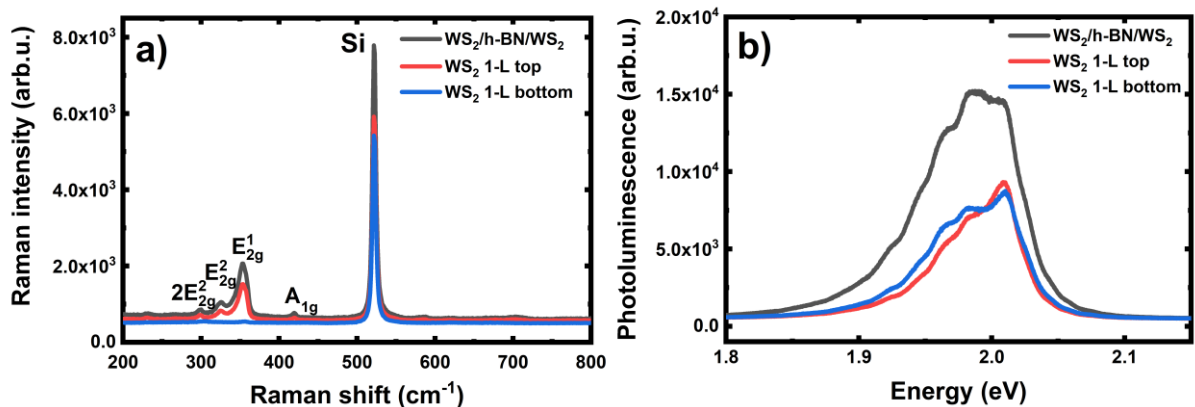 a)
Raman intensity (arb.u.)
8.0x10³
6.0x10³
4.0x10³
2.0x10³
0.0
Si
WS₂/h-BN/WS₂
WS₂ 1-L top
WS₂ 1-L bottom
2E²₂g
E²₂g
E¹₂g
A₁g
200 300 400 500 600 700 800
Raman shift (cm⁻¹)
b)
Photoluminescence (arb.u.)
2.0x10⁴
1.5x10⁴
1.0x10⁴
5.0x10³
0.0
WS₂/h-BN/WS₂
WS₂ 1-L top
WS₂ 1-L bottom
1.8 1.9 2.0 2.1
Energy (eV)